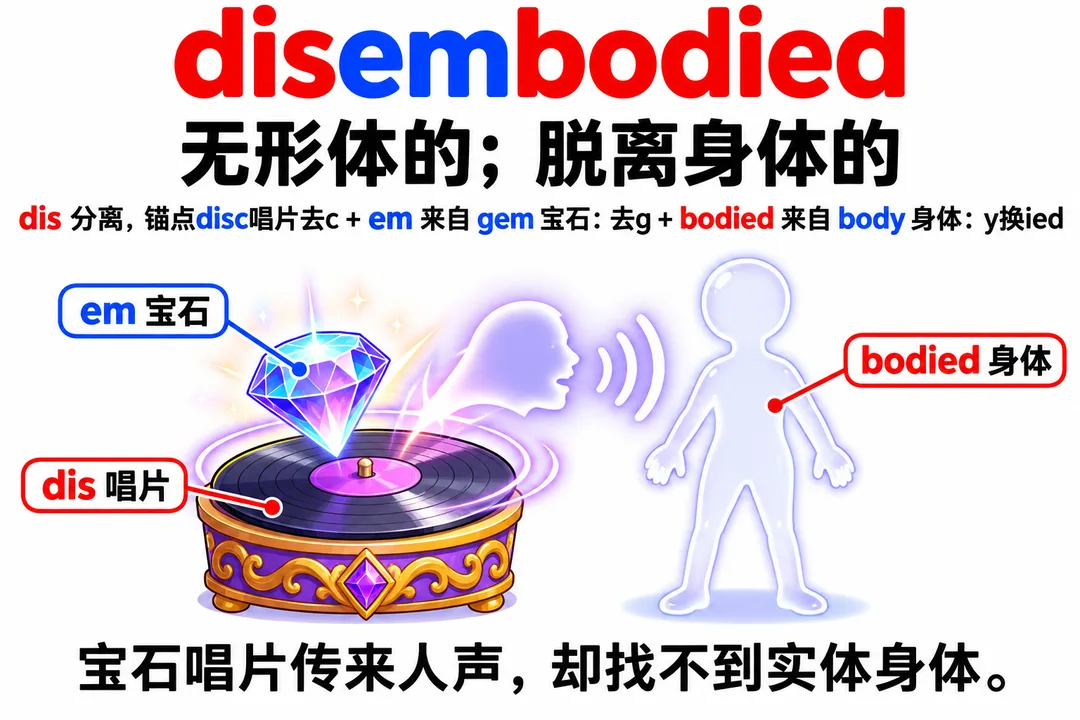 disembodied
无形体的；脱离身体的
dis 分离，锚点disc唱片去c + em 来自 gem 宝石：去g + bodied 来自 body 身体：y换ied
em 宝石
bodied 身体
dis 唱片
宝石唱片传来人声，却找不到实体身体。